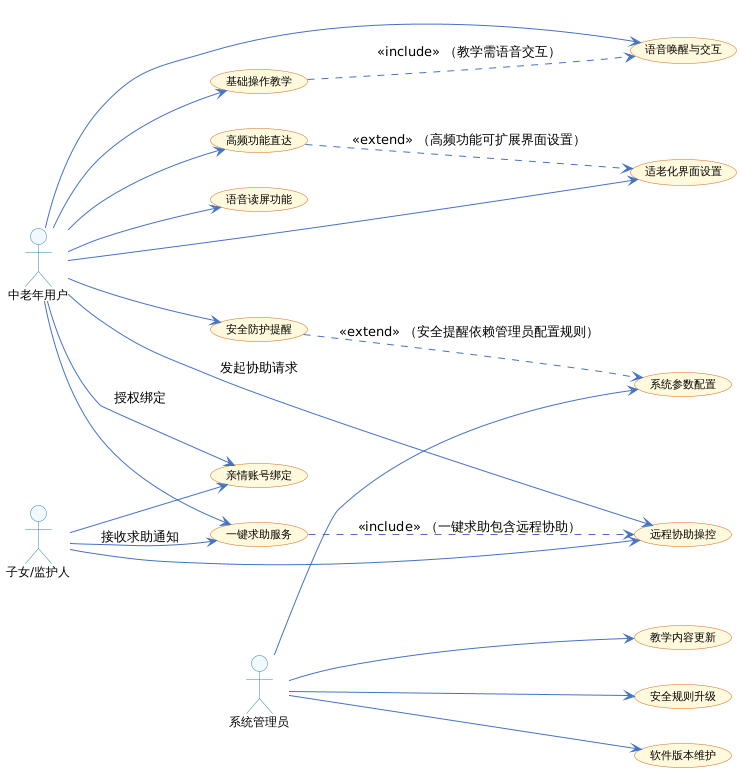 语音唤醒与交互
«include» （教学需语音交互）
基础操作教学
高频功能直达
«extend» （高频功能可扩展界面设置）
适老化界面设置
语音读屏功能
中老年用户
安全防护提醒
«extend» （安全提醒依赖管理员配置规则）
发起协助请求
系统参数配置
授权绑定
亲情账号绑定
接收求助通知
一键求助服务
«include» （一键求助包含远程协助）
远程协助操控
子女/监护人
教学内容更新
安全规则升级
系统管理员
软件版本维护